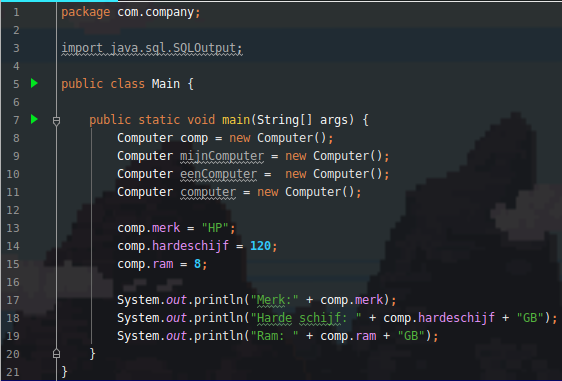 1 package com.company;
2
3 import java.sql.SQLOutput;
4
5 public class Main {
6
7 public static void main(String[] args) {
8 Computer comp = new Computer();
9 Computer mijnComputer = new Computer();
10 Computer eenComputer =  new Computer();
11 Computer computer = new Computer();
12
13 comp.merk = "HP";
14 comp.hardeschijf = 120;
15 comp.ram = 8;
16
17 System.out.println("Merk:" + comp.merk);
18 System.out.println("Harde schijf: " + comp.hardeschijf + "GB");
19 System.out.println("Ram: " + comp.ram + "GB");
20 }
21 }